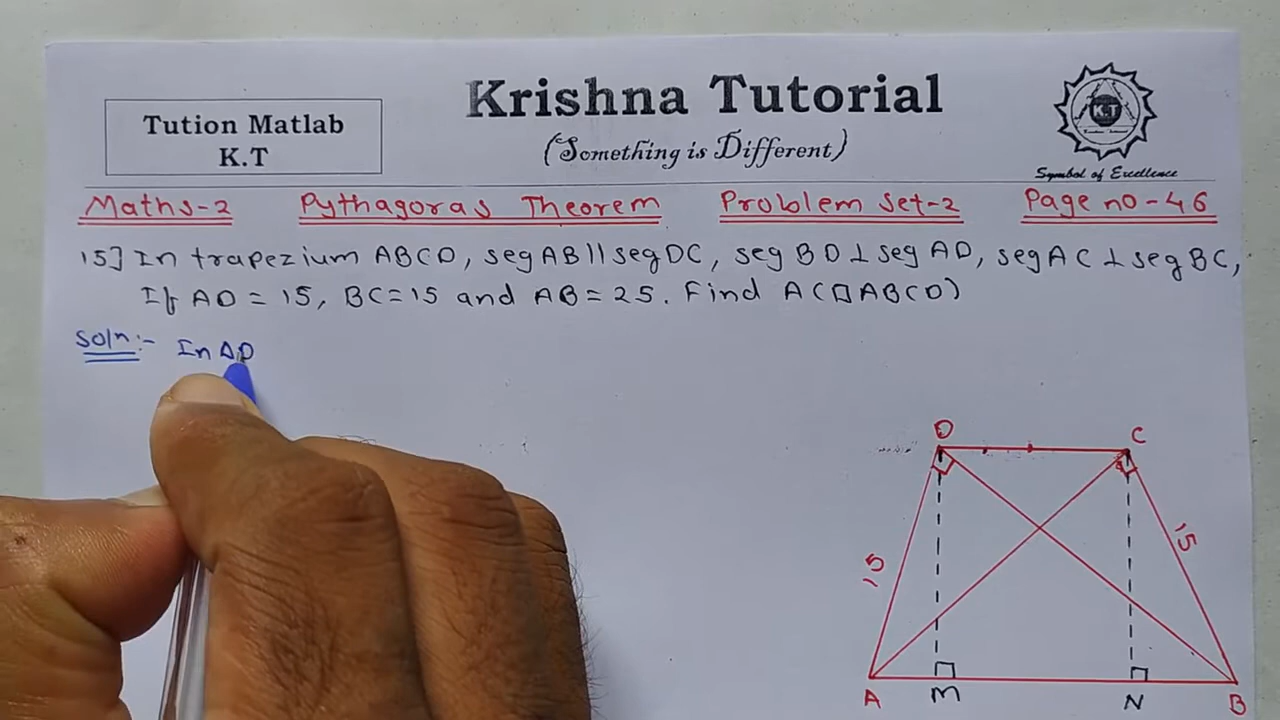 Krishna Tutorial
(Something is Different)
Tution Matlab
K.T
K.T
Symbol of Excellence
Maths-2 Pythagoras Theorem Problem set-2 Page no-46
15] In trapezium ABCD, seg AB || seg DC, seg BD ⊥ seg AD, seg AC ⊥ seg BC,
If AD = 15, BC = 15 and AB = 25. Find A(□ABCD)
Soln:- In ΔD
D C
15 15
A M N B